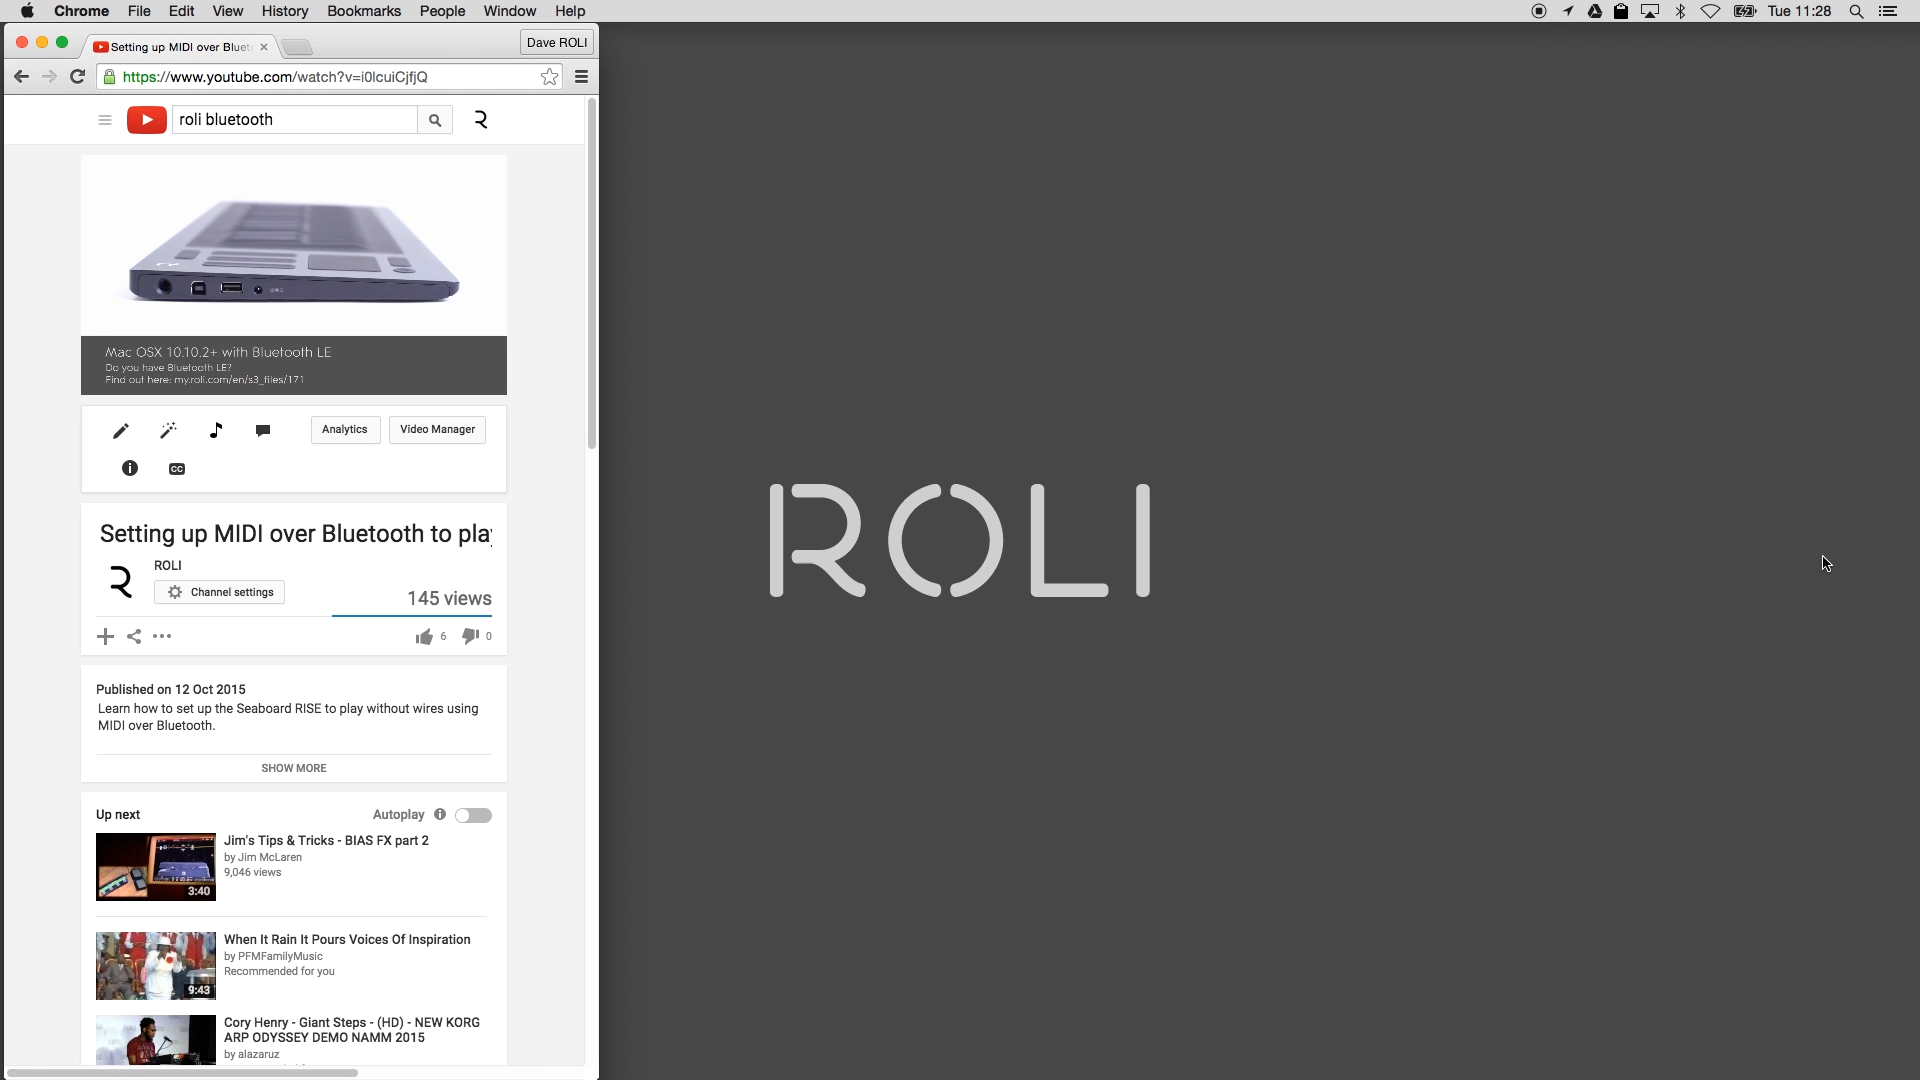 Chrome File Edit View History Bookmarks People Window Help
Tue 11:28
Setting up MIDI over Bluet
Dave ROLI
https://www.youtube.com/watch?v=i0lcuiCjfjQ
roli bluetooth
Mac OSX 10.10.2+ with Bluetooth LE
Do you have Bluetooth LE?
Find out here: my.roli.com/en/s3_files/171
Analytics
Video Manager
CC
Setting up MIDI over Bluetooth to pla
ROLI
Channel settings
145 views
6
0
Published on 12 Oct 2015
Learn how to set up the Seaboard RISE to play without wires using
MIDI over Bluetooth.
SHOW MORE
Up next
Autoplay
Jim's Tips & Tricks - BIAS FX part 2
by Jim McLaren
9,046 views
3:40
When It Rain It Pours Voices Of Inspiration
by PFMFamilyMusic
Recommended for you
9:43
Cory Henry - Giant Steps - (HD) - NEW KORG
ARP ODYSSEY DEMO NAMM 2015
by alazaruz
ROLI